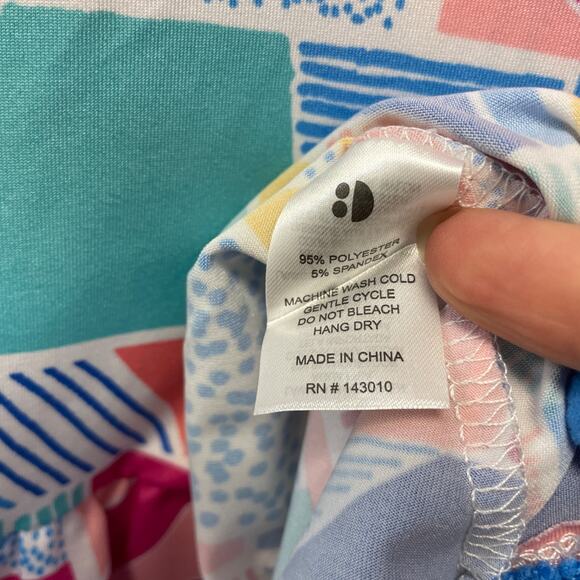 95% POLYESTER
5% SPANDEX
MACHINE WASH COLD
GENTLE CYCLE
DO NOT BLEACH
HANG DRY
MADE IN CHINA
RN # 143010